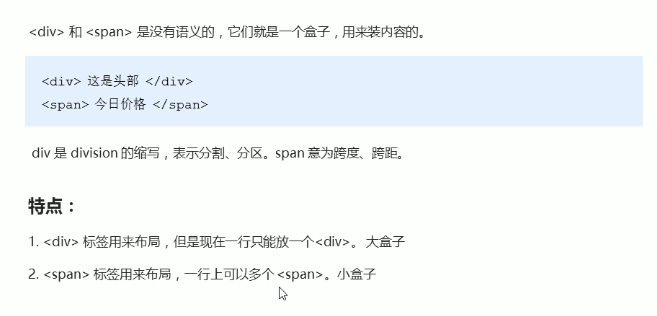 <div> 和 <span> 是没有语义的，它们就是一个盒子，用来装内容的。
<div> 这是头部 </div>
<span> 今日价格 </span>
div 是 division 的缩写，表示分割、分区。span 意为跨度、跨距。
特点：
1. <div> 标签用来布局，但是现在一行只能放一个<div>。 大盒子
2. <span> 标签用来布局，一行上可以多个 <span>。小盒子